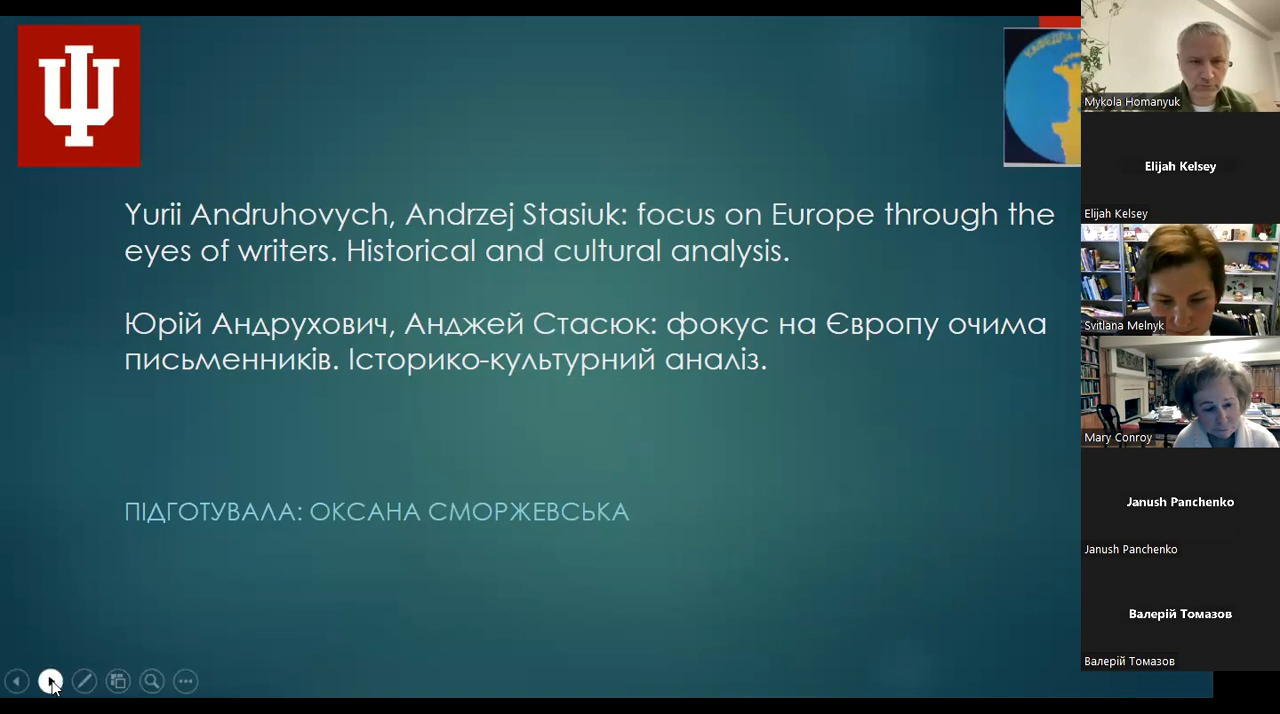 Yurii Andruhovych, Andrzej Stasiuk: focus on Europe through the
eyes of writers. Historical and cultural analysis.
Юрій Андрухович, Анджей Стасюк: фокус на Європу очима
письменників. Історико-культурний аналіз.
ПІДГОТУВАЛА: ОКСАНА СМОРЖЕВСЬКА
Mykola Homanyuk
Elijah Kelsey
Elijah Kelsey
Svitlana Melnyk
Mary Conroy
Janush Panchenko
Janush Panchenko
Валерій Томазов
Валерій Томазов